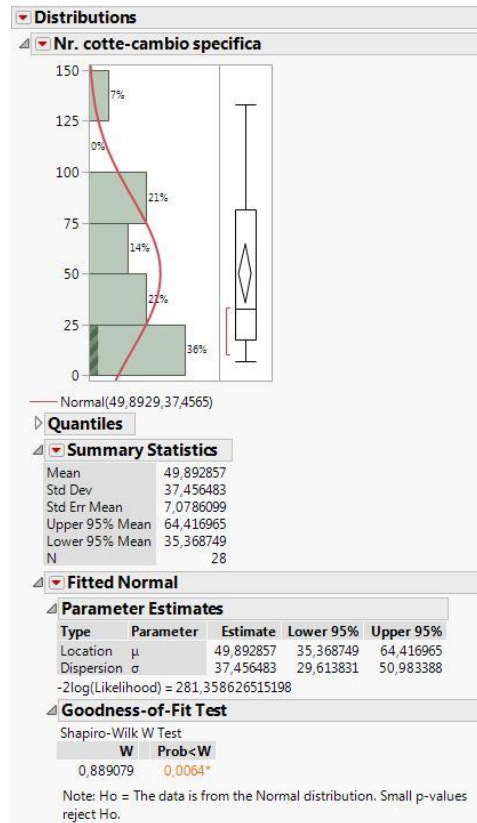 Distributions
Nr. cotte-cambio specifica
150
7%
125
0%
100
21%
75
14%
50
21%
25
36%
0
Normal(49,8929,37,4565)
Quantiles
Summary Statistics
Mean 49,892857
Std Dev 37,456483
Std Err Mean 7,0786099
Upper 95% Mean 64,416965
Lower 95% Mean 35,368749
N 28
Fitted Normal
Parameter Estimates
Type Parameter Estimate Lower 95% Upper 95%
Location μ 49,892857 35,368749 64,416965
Dispersion σ 37,456483 29,613831 50,983388
-2log(Likelihood) = 281,358626515198
Goodness-of-Fit Test
Shapiro-Wilk W Test
W Prob<W
0,889079 0,0064*
Note: Ho = The data is from the Normal distribution. Small p-values
reject Ho.